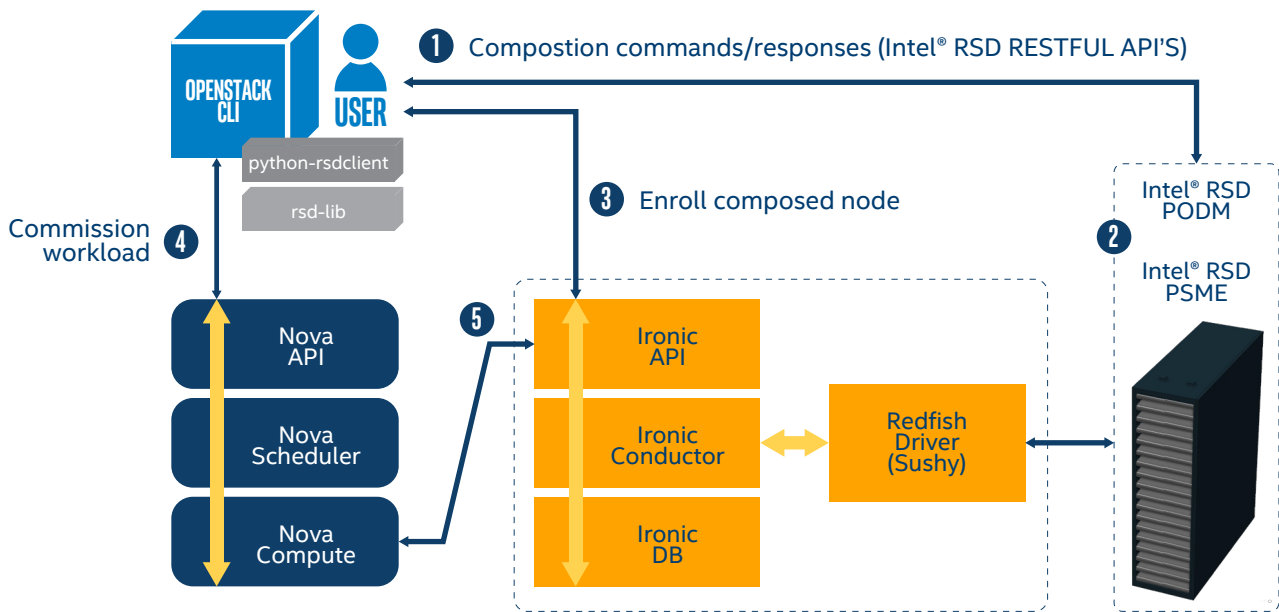 1 Compostion commands/responses (Intel® RSD RESTFUL API'S)
OPENSTACK
CLI
USER
python-rsdclient
rsd-lib
3 Enroll composed node
Commission
workload
4
Intel® RSD
PODM
2
Intel® RSD
PSME
5
Nova
API
Nova
Scheduler
Nova
Compute
Ironic
API
Ironic
Conductor
Ironic
DB
Redfish
Driver
(Sushy)